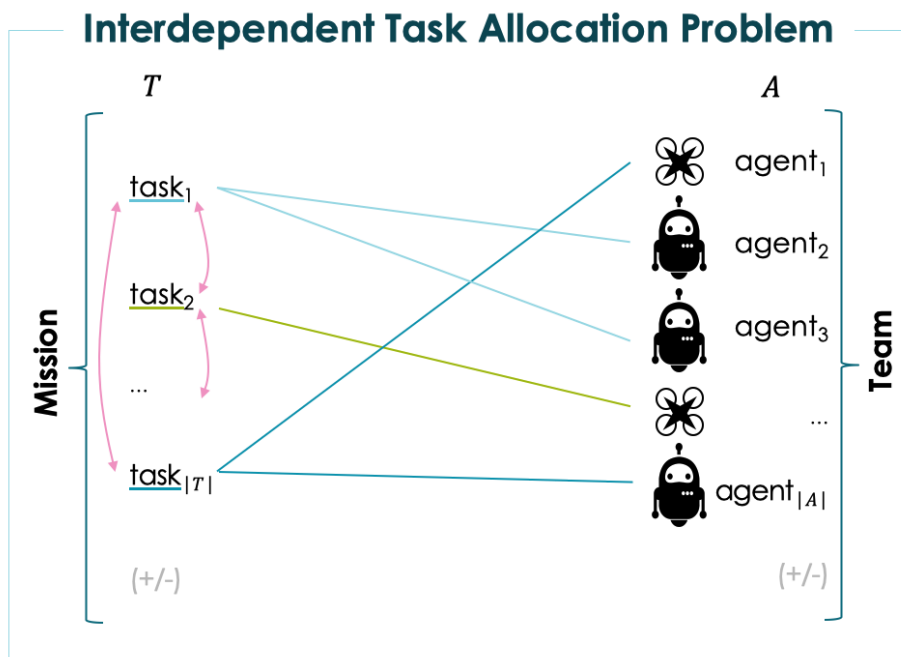 Interdependent Task Allocation Problem
T
A
Mission
task₁
task₂
...
task|T|
(+/-)
agent₁
agent₂
agent₃
...
agent|A|
(+/-)
Team